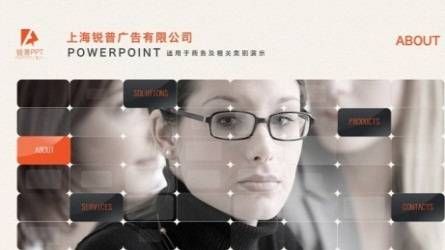 上海锐普广告有限公司
ABOUT
锐普PPT
POWERPOINT 适用于商务及相关类别演示
SOLUTIONS
PRODUCTS
ABOUT
SERVICES
CONTACTS